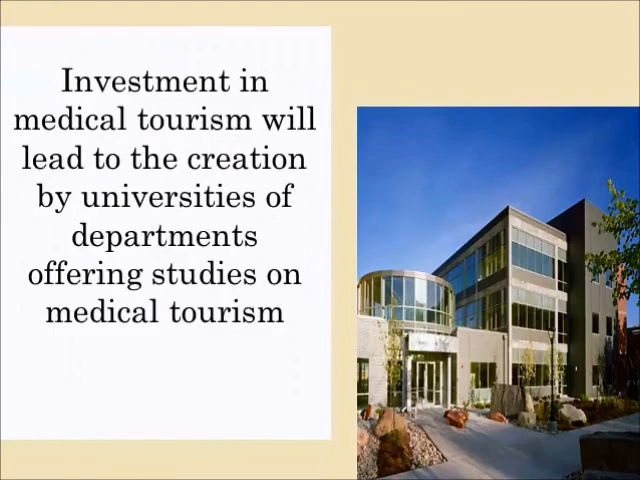 Investment in
medical tourism will
lead to the creation
by universities of
departments
offering studies on
medical tourism